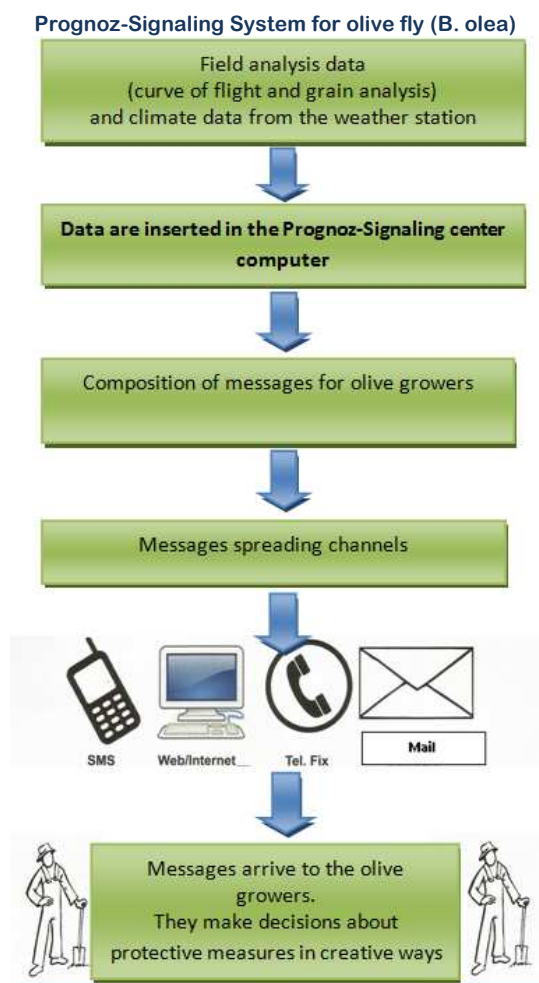 Prognoz-Signaling System for olive fly (B. olea)
Field analysis data
(curve of flight and grain analysis)
and climate data from the weather station
Data are inserted in the Prognoz-Signaling center
computer
Composition of messages for olive growers
Messages spreading channels
SMS Web/Internet__ Tel. Fix Mail
Messages arrive to the olive
growers.
They make decisions about
protective measures in creative ways